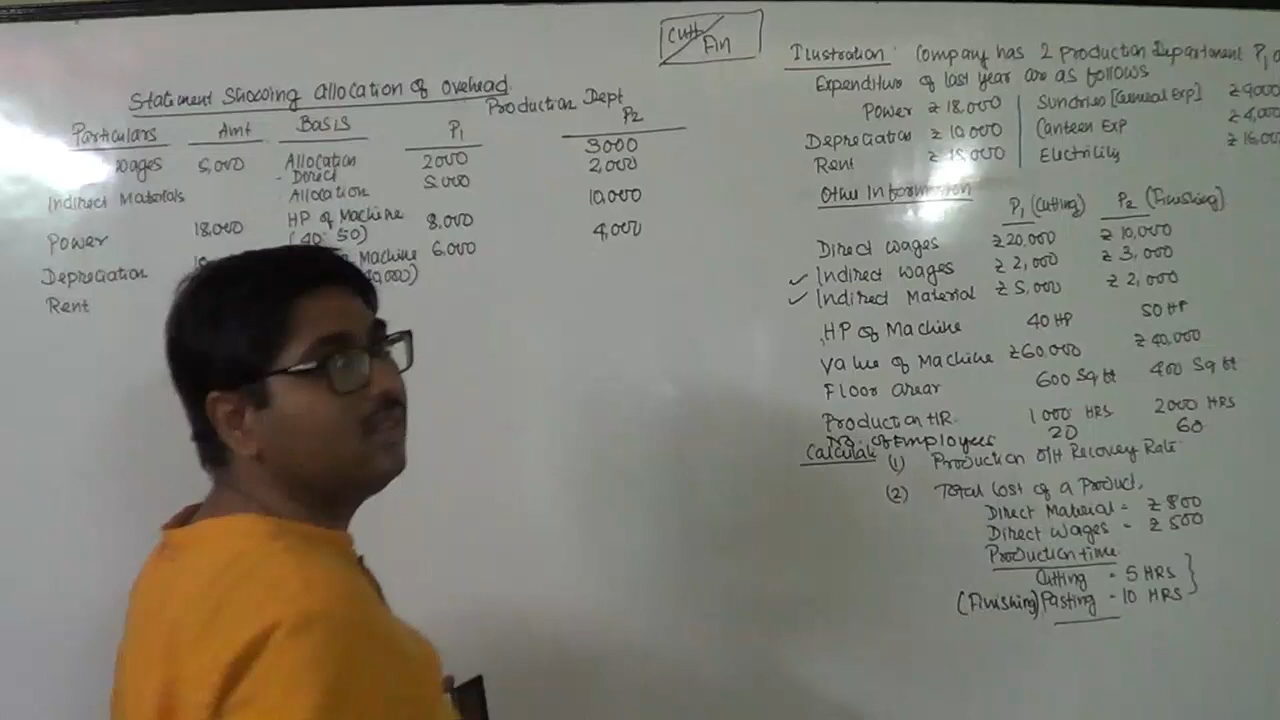 Cutt
Fin
Statement Showing allocation of overhead
Production Dept
Particulars Amt Basis P1 P2
wages 5,000 Allocation 2000 3000
- Direct
Indirect Materials Allocation 5000 2,000
Power 18,000 HP of Machine 8,000 10,000
(40:50)
Depreciation Machine 6,000 4,000
Rent
Illustration: Company has 2 Production Department P1
Expenditure of last year are as follows
Power ₹ 18,000 Sundries [General Exp]
Depreciation ₹ 10,000 Canteen Exp ₹ 4,000
Rent ₹ 15,000 Electricity
Other Information
P1 (Cutting) P2 (Finishing)
Direct wages ₹ 20,000 ₹ 10,000
✓ Indirect wages ₹ 2,000 ₹ 3,000
✓ Indirect Material ₹ 5,000 ₹ 2,000
HP of Machine 40 HP 50 HP
Value of Machine ₹60,000 ₹ 40,000
Floor arear 600 Sq ft 400 Sq ft
Production HR. 1000 HRS 2000 HRS
No. of Employees 20 60
Calculate (1) Production O/H Recovery Rate
(2) Total Cost of a Product.
Direct Material = ₹ 800
Direct Wages - ₹ 500
Production time
Cutting = 5 HRS
(Finishing) Pasting - 10 HRS